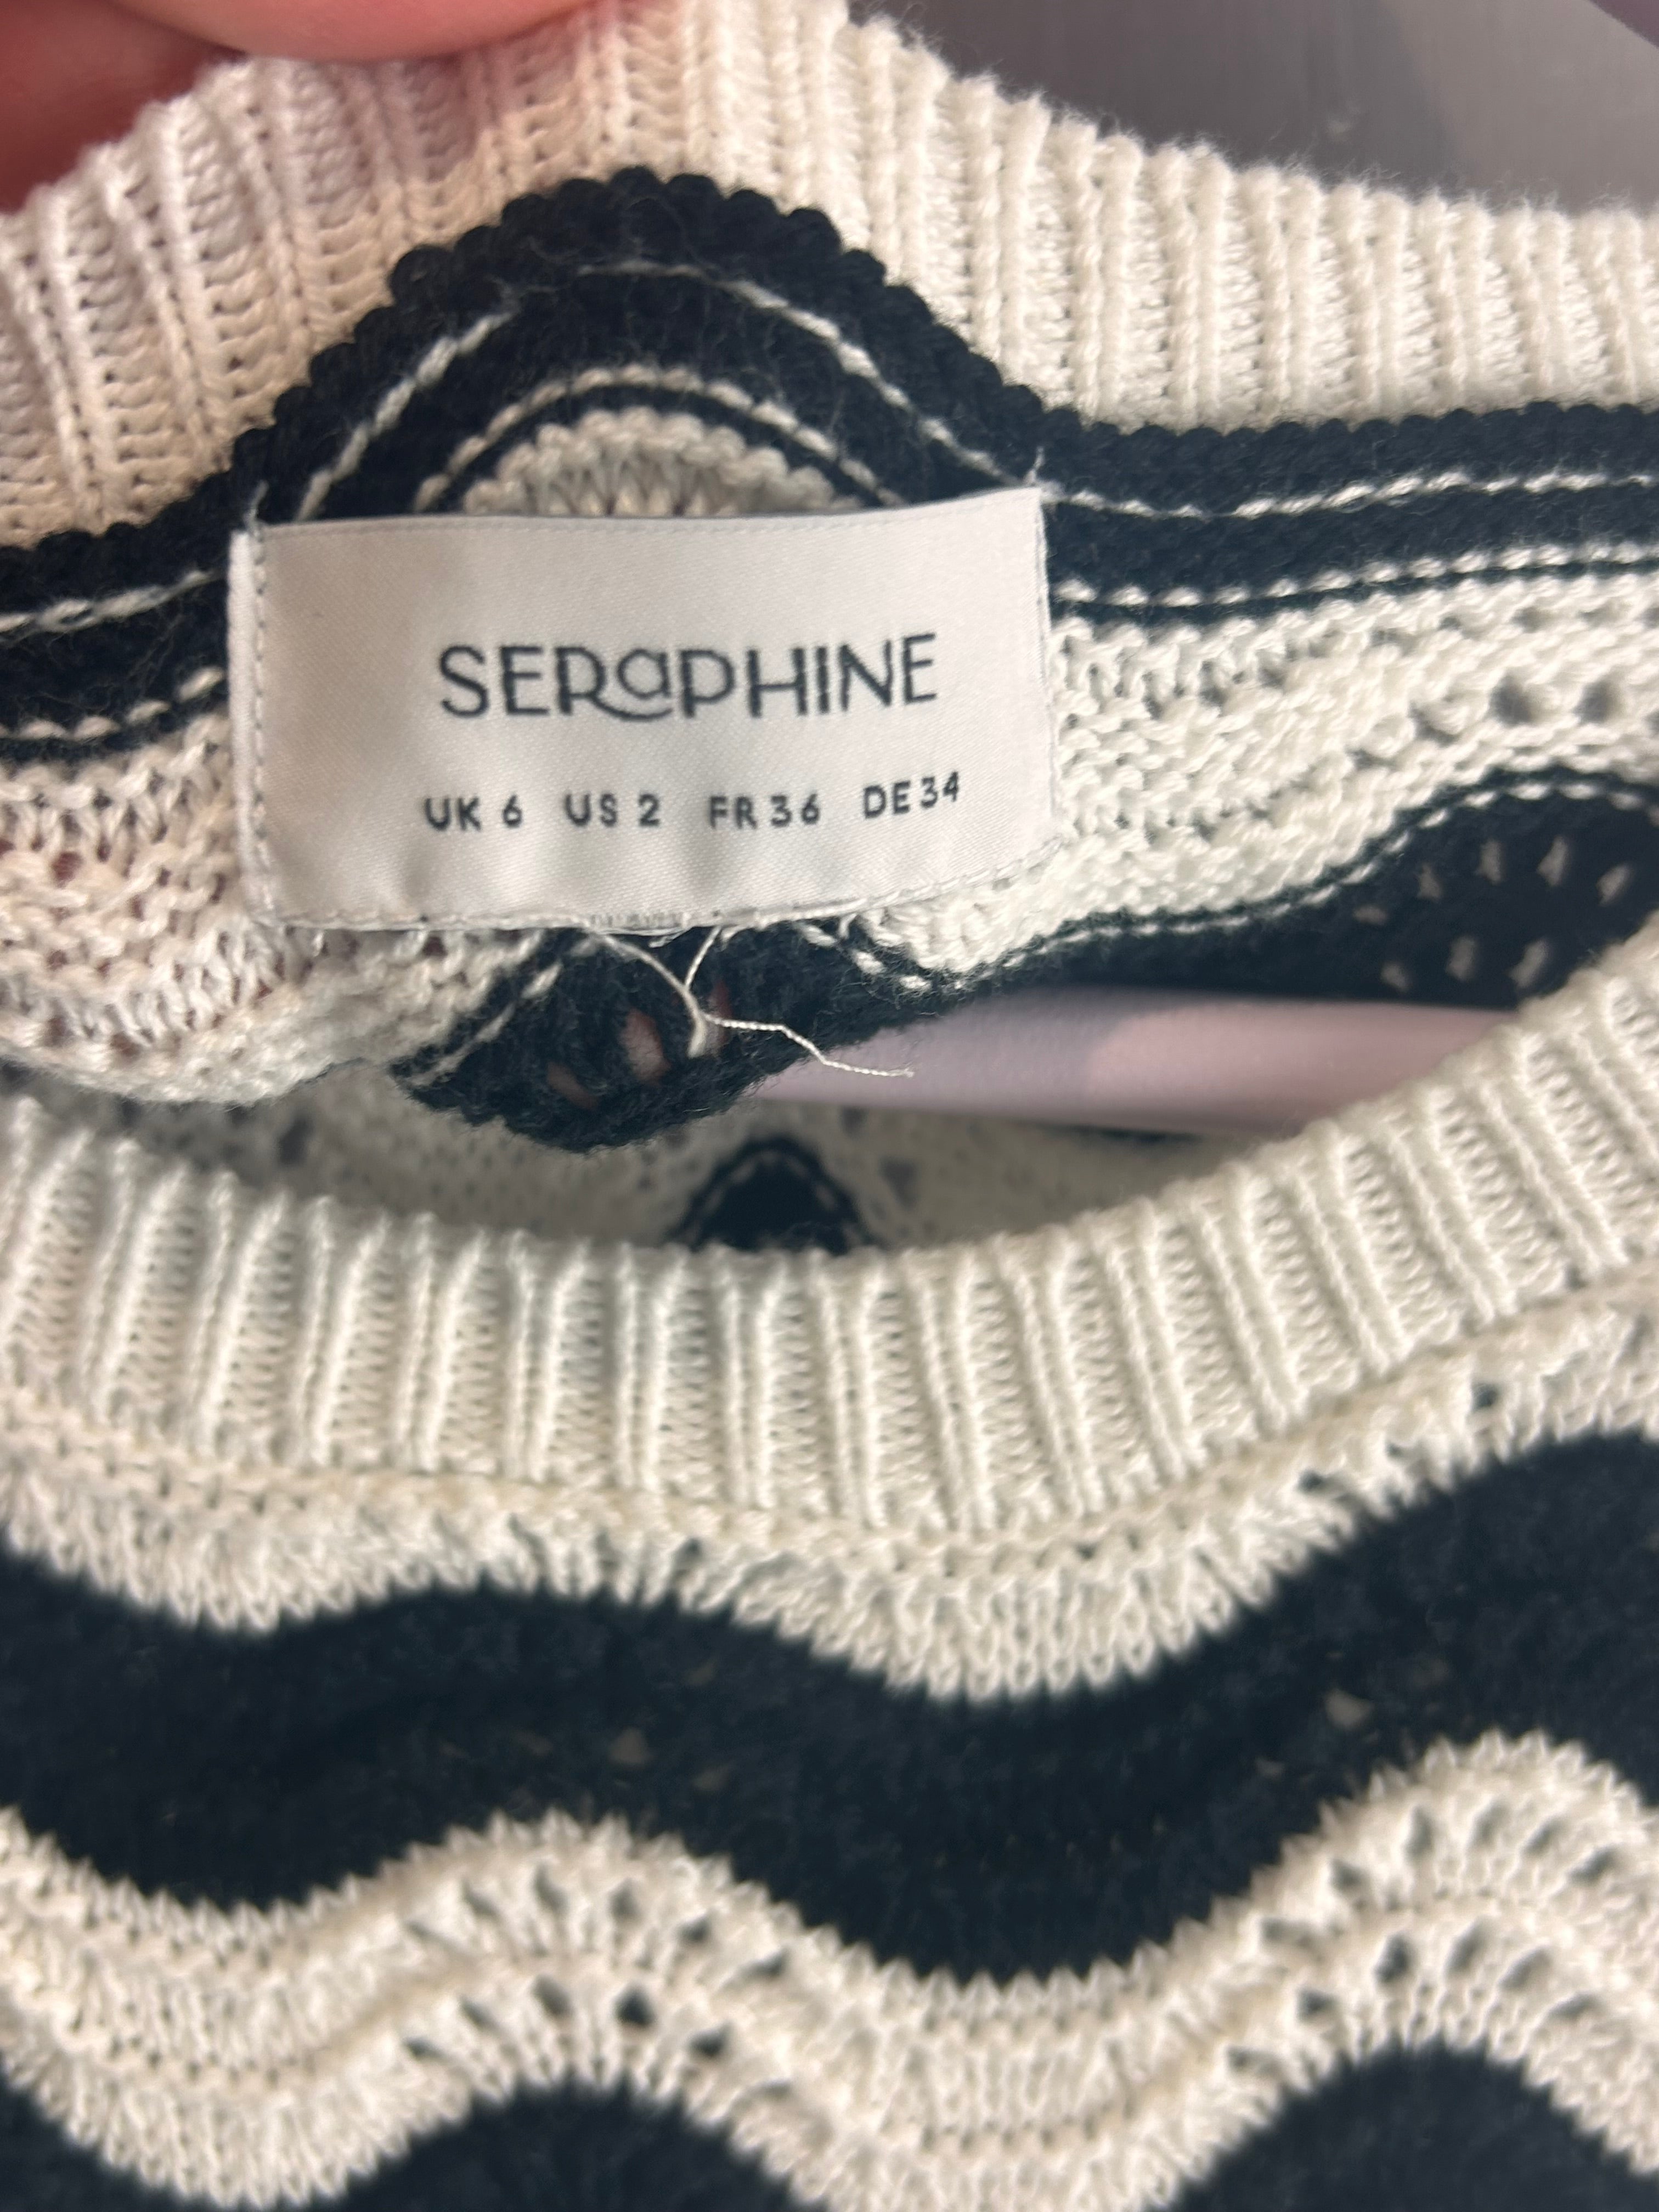 SERaPHINE
UK 6 US 2 FR 36 DE 34